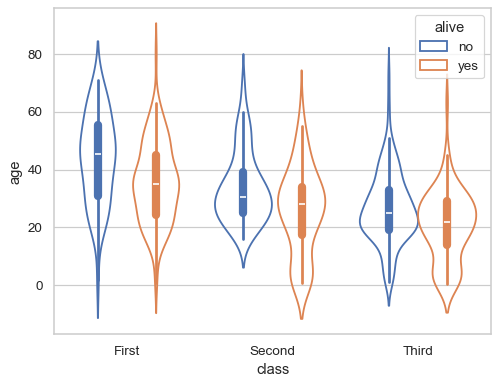 alive
no
yes
80
60
40
20
0
age
First Second Third
class